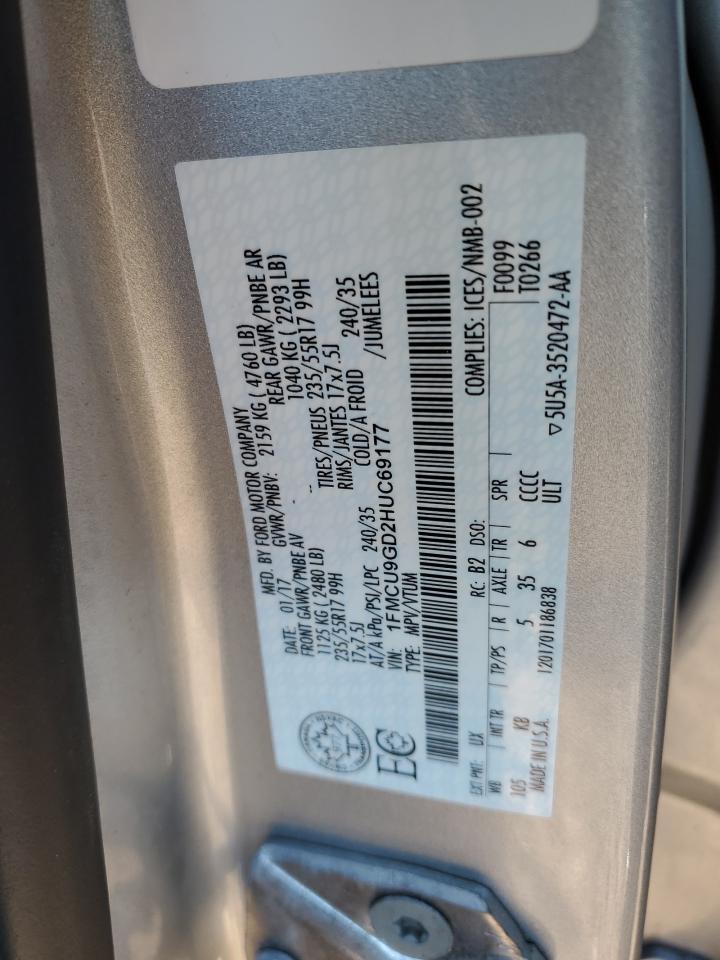 MFD. BY FORD MOTOR COMPANY
DATE: 01/17 GVWR/PNBV: 2159 KG ( 4760 LB)
FRONT GAWR/PNBE AV REAR GAWR/PNBE AR
1125 KG ( 2480 LB) -- 1040 KG ( 2293 LB)
235/55R17 99H TIRES/PNEUS 235/55R17 99H
17x7.5J RIMS/JANTES 17x7.5J
AT/A kPa/PSI/LPC 240/35 COLD/A FROID 240/35
VIN: 1FMCU9GD2HUC69177 /JUMELEES
TYPE: MPV/VTUM
EC
EXT PNT: UX RC: B2 DSO: COMPLIES: ICES/NMB-002
WB INT TR TP/PS R AXLE TR SPR F0099
105 KB 5 35 6 CCCC T0266
MADE IN U.S.A. 120170118683B ULT ▽5U5A-3520472-AA